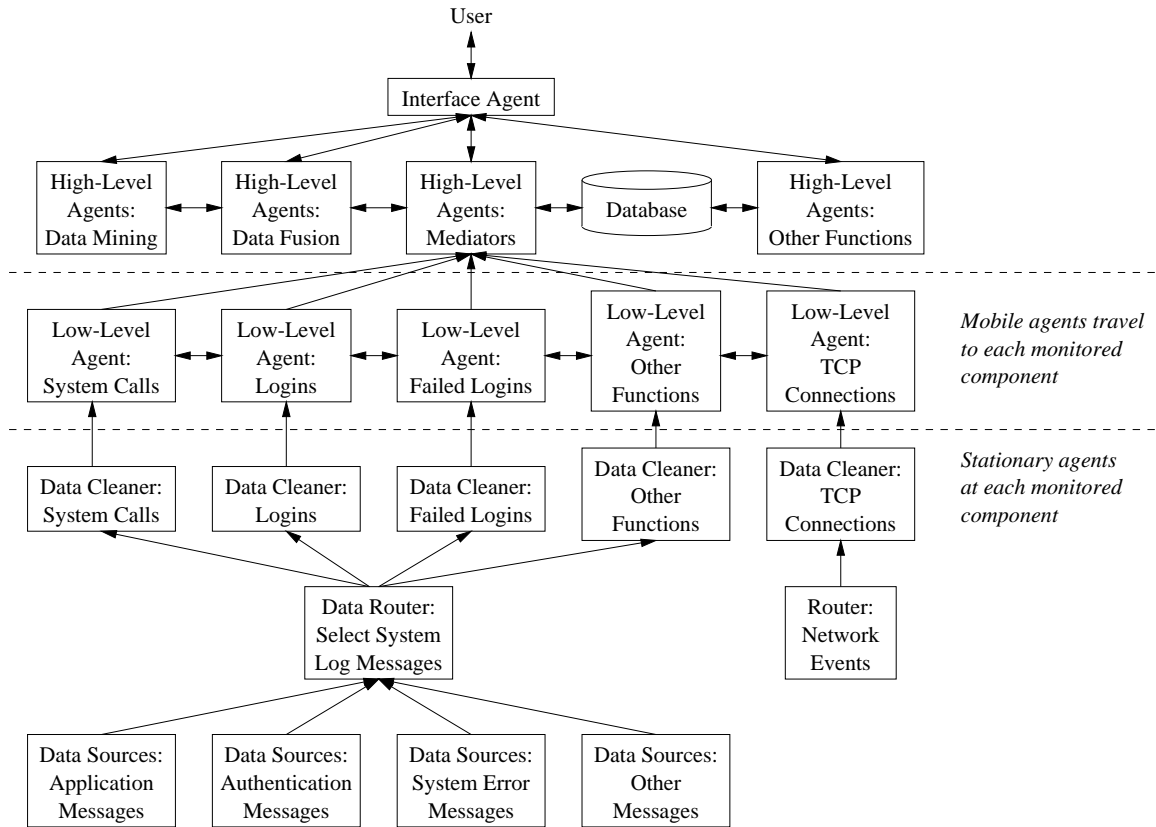 User
Interface Agent
High-Level
Agents:
Data Mining
High-Level
Agents:
Data Fusion
High-Level
Agents:
Mediators
Database
High-Level
Agents:
Other Functions
Low-Level
Agent:
System Calls
Low-Level
Agent:
Logins
Low-Level
Agent:
Failed Logins
Low-Level
Agent:
Other
Functions
Low-Level
Agent:
TCP
Connections
Mobile agents travel
to each monitored
component
Data Cleaner:
System Calls
Data Cleaner:
Logins
Data Cleaner:
Failed Logins
Data Cleaner:
Other
Functions
Data Cleaner:
TCP
Connections
Stationary agents
at each monitored
component
Data Router:
Select System
Log Messages
Router:
Network
Events
Data Sources:
Application
Messages
Data Sources:
Authentication
Messages
Data Sources:
System Error
Messages
Data Sources:
Other
Messages